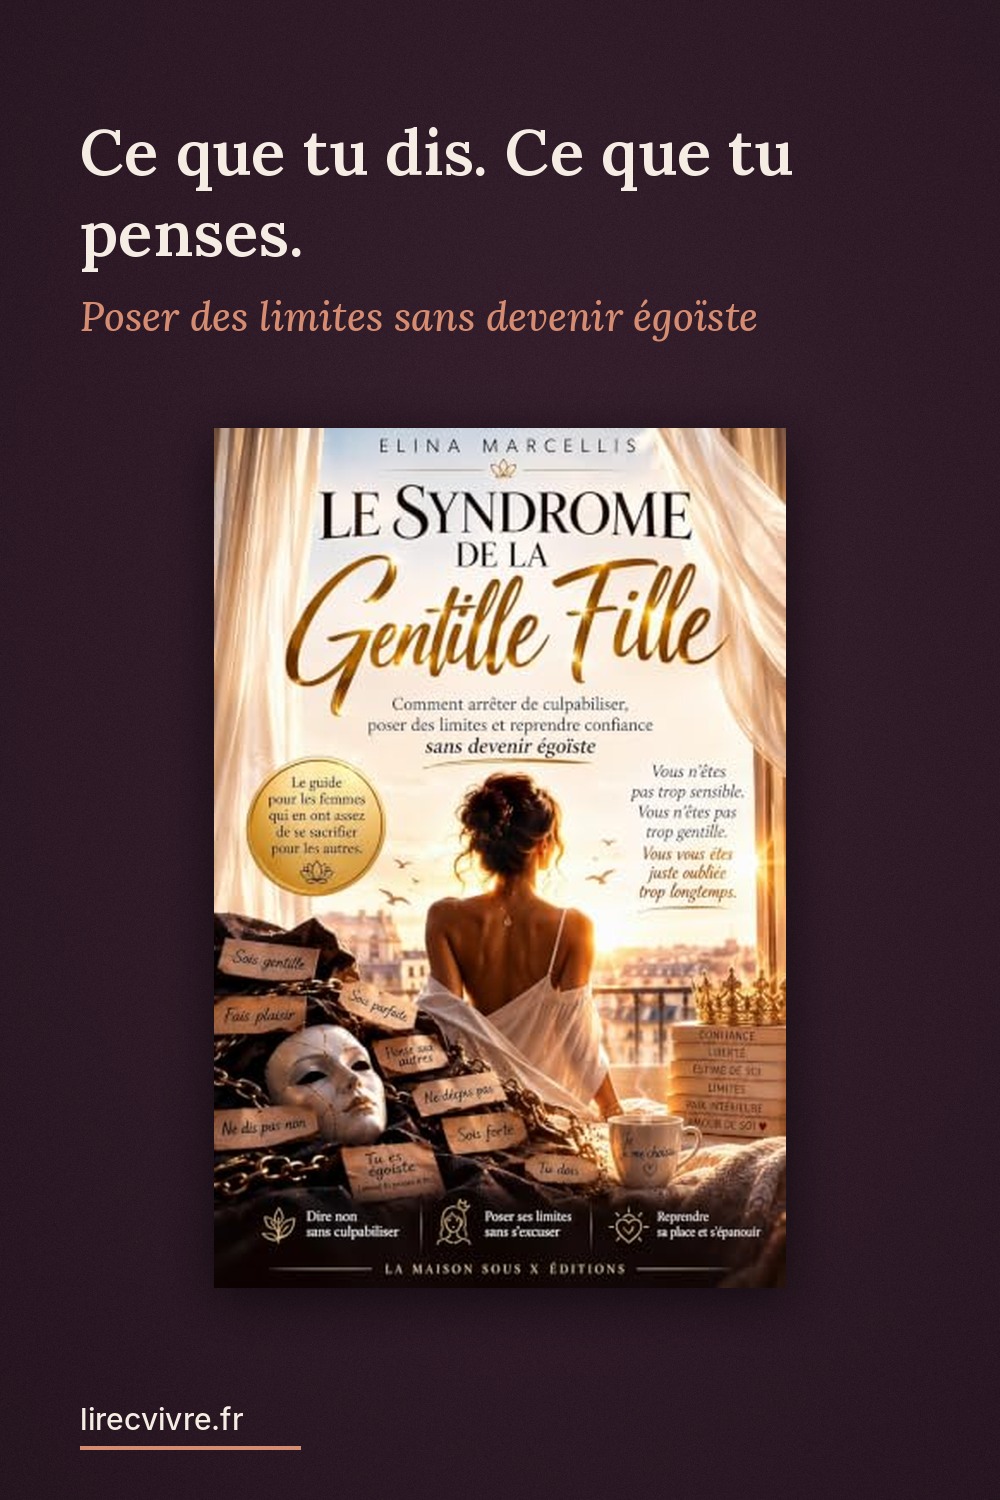 Ce que tu dis. Ce que tu
penses.
Poser des limites sans devenir égoïste
ELINA MARCELLIS
LE SYNDROME
DE LA
Gentille Fille
Comment arrêter de culpabiliser,
poser des limites et reprendre confiance
sans devenir égoïste
Le guide
pour les femmes
qui en ont assez
de se sacrifier
pour les autres.
Vous n'êtes
pas trop sensible.
Vous n'êtes pas
trop gentille.
Vous vous êtes
juste oubliée
trop longtemps.
Sois gentille
Sois parfaite
Fais plaisir
autres
Ne déçois pas
Ne dis pas non
Sois forte
Tu es
égoïste
Tu dois
CONFIANCE
LIBERTÉ
ESTIME DE SOI
LIMITES
PAIX INTÉRIEURE
AMOUR DE SOI ♥
me choisis
Dire non
sans culpabiliser
Poser ses limites
sans s'excuser
Reprendre
sa place et s'épanouir
LA MAISON SOUS X ÉDITIONS
lirecvivre.fr